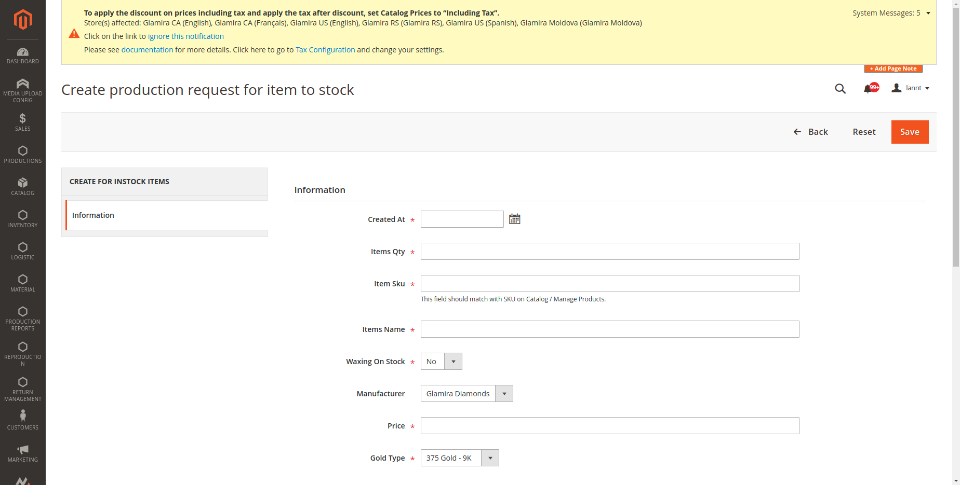 To apply the discount on prices including tax and apply the tax after discount, set Catalog Prices to "Including Tax".
Store(s) affected: Glamira CA (English), Glamira CA (Français), Glamira US (English), Glamira RS (Glamira RS), Glamira US (Spanish), Glamira Moldova (Glamira Moldova)
Click on the link to ignore this notification
Please see documentation for more details. Click here to go to Tax Configuration and change your settings.
System Messages: 5
+ Add Page Note
Create production request for item to stock
99+
lannt
Back
Reset
Save
DASHBOARD
MEDIA UPLOAD
CONFIG
SALES
PRODUCTIONS
CATALOG
INVENTORY
LOGISTIC
MATERIAL
PRODUCTION
REPORTS
REPRODUCTIO
N
RETURN
MANAGEMENT
CUSTOMERS
MARKETING
CREATE FOR INSTOCK ITEMS
Information
Information
Created At *
Items Qty *
Item Sku *
This field should match with SKU on Catalog / Manage Products.
Items Name *
Waxing On Stock * No
Manufacturer Glamira Diamonds
Price *
Gold Type * 375 Gold - 9K